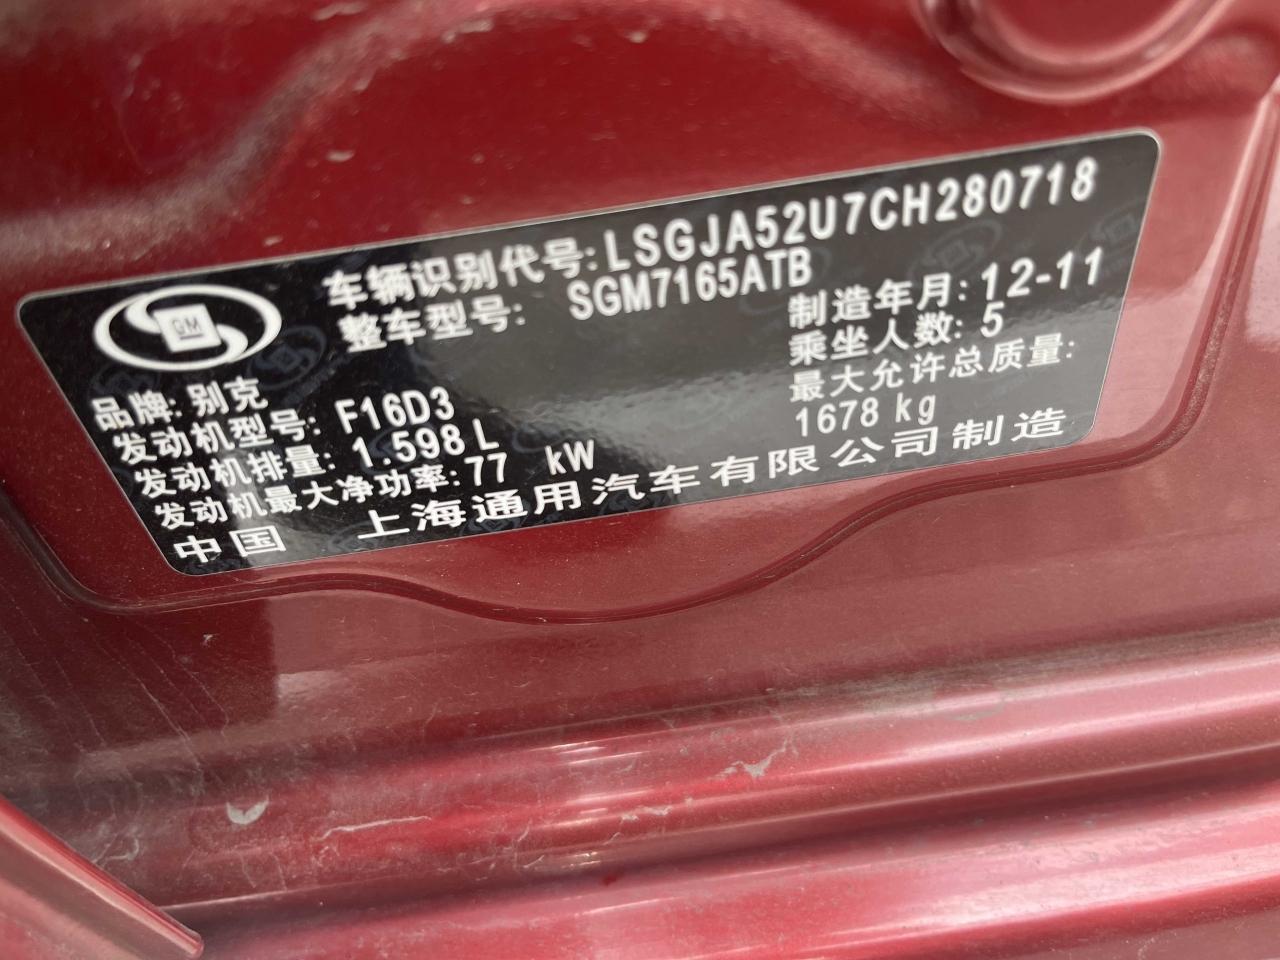 GM
车辆识别代号:LSGJA52U7CH280718
整车型号: SGM7165ATB
制造年月:12-11
品牌:别克
乘坐人数:5
发动机型号: F16D3
最大允许总质量:
发动机排量: 1.598 L
1678 kg
发动机最大净功率:77 kW
中国 上海通用汽车有限公司制造